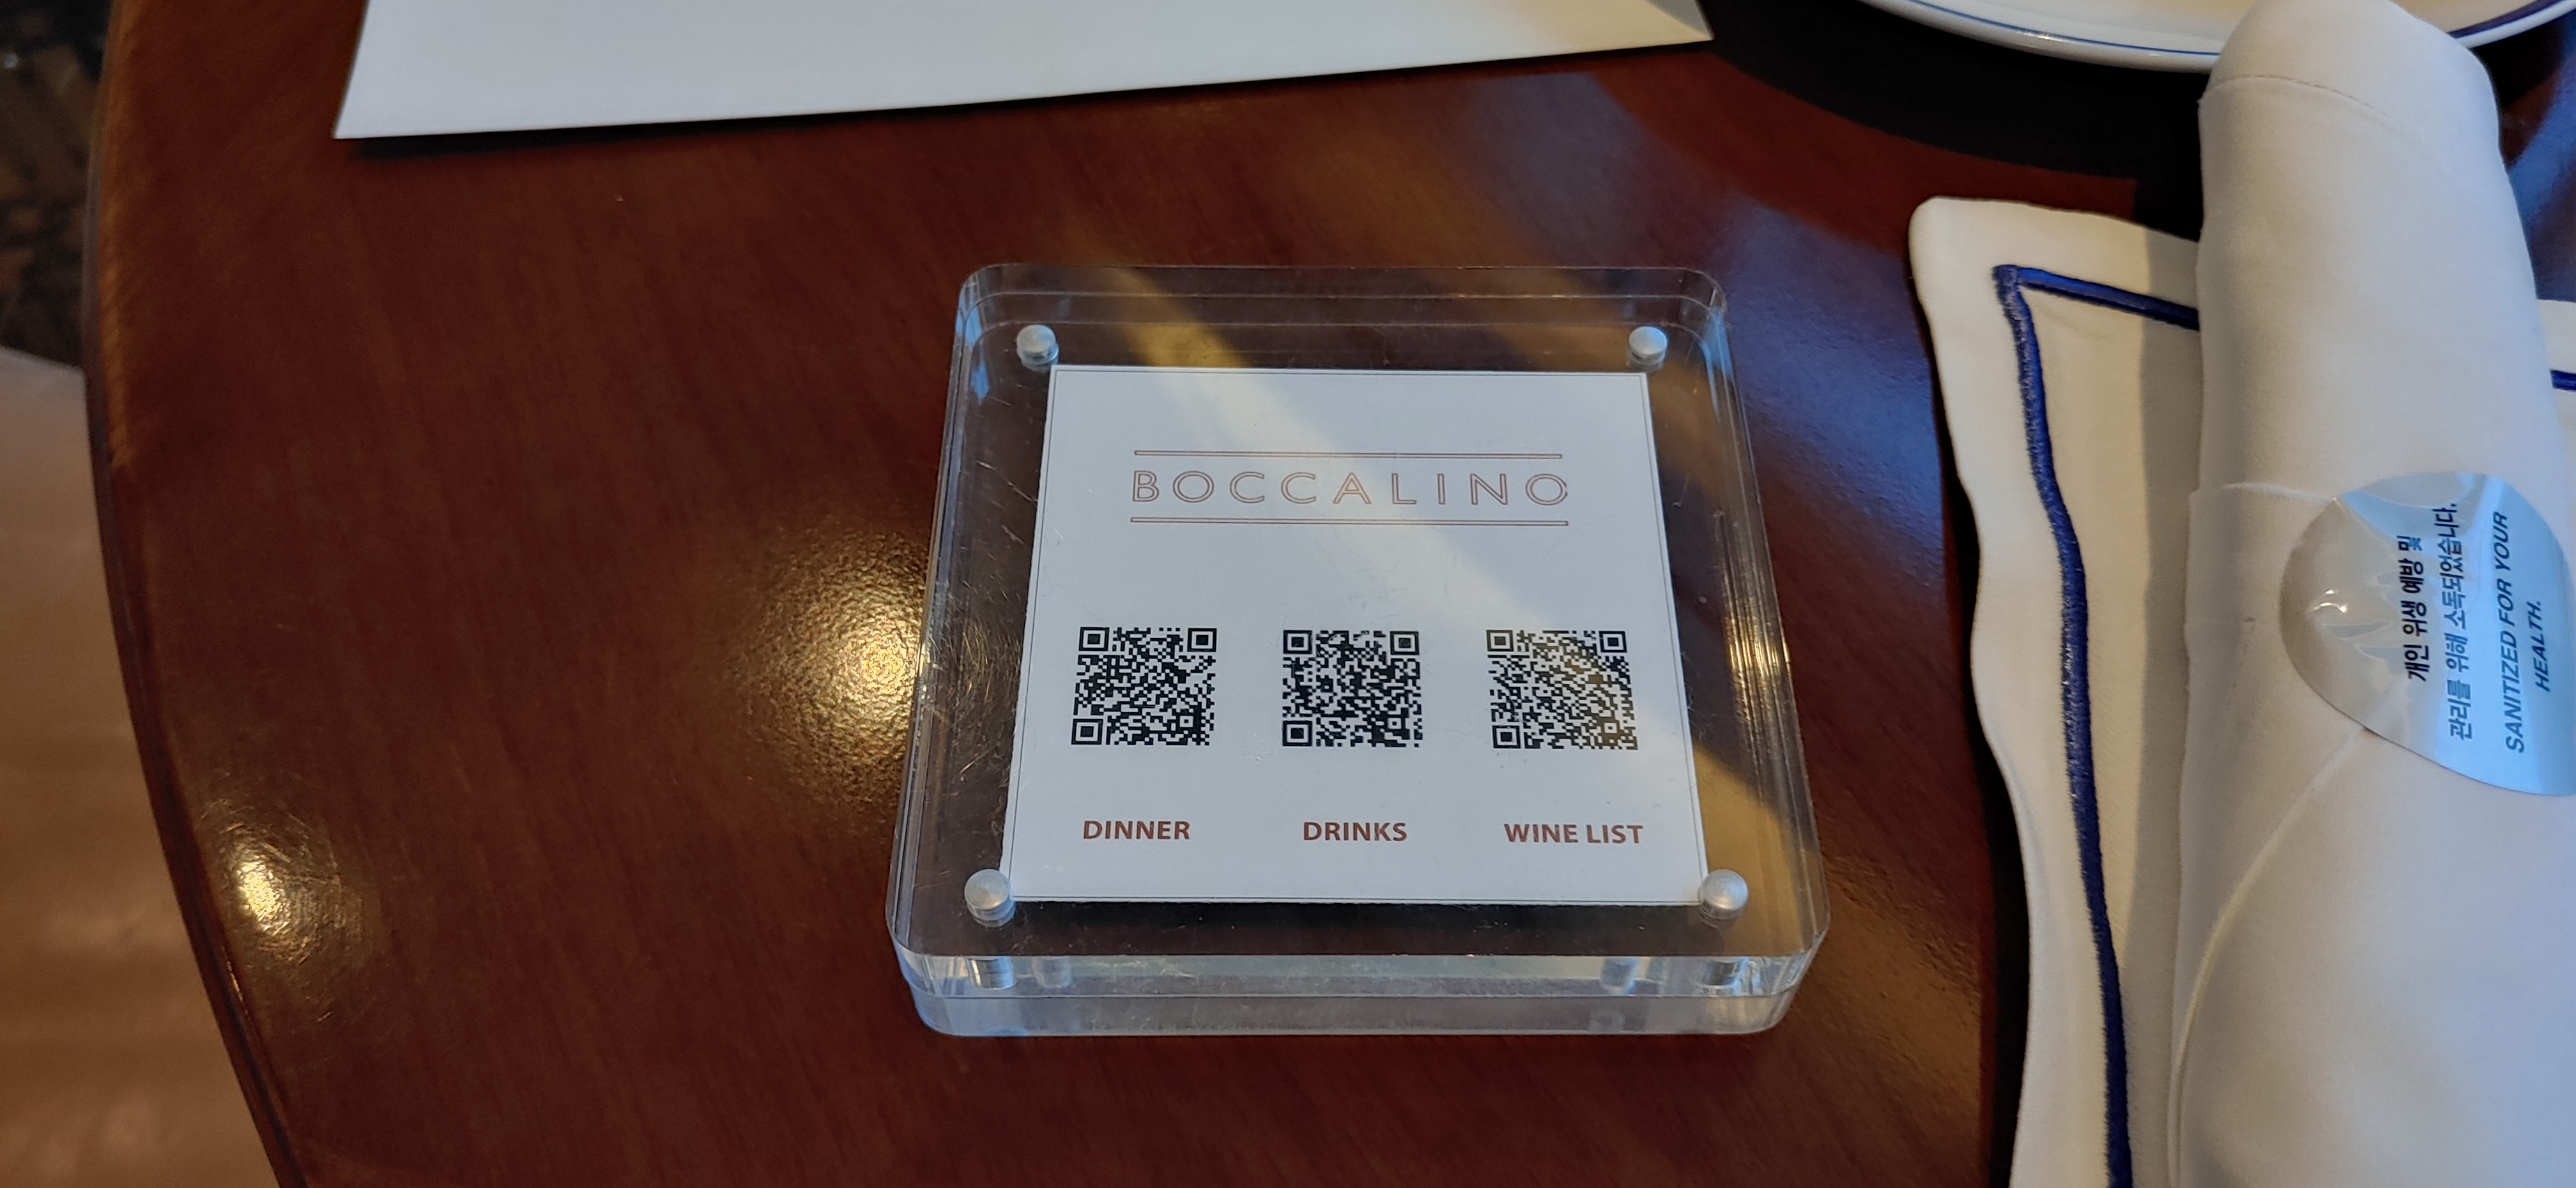 BOCCALINO
DINNER DRINKS WINE LIST
개인 위생 예방 및
관리를 위해 소독되었습니다.
SANITIZED FOR YOUR
HEALTH.